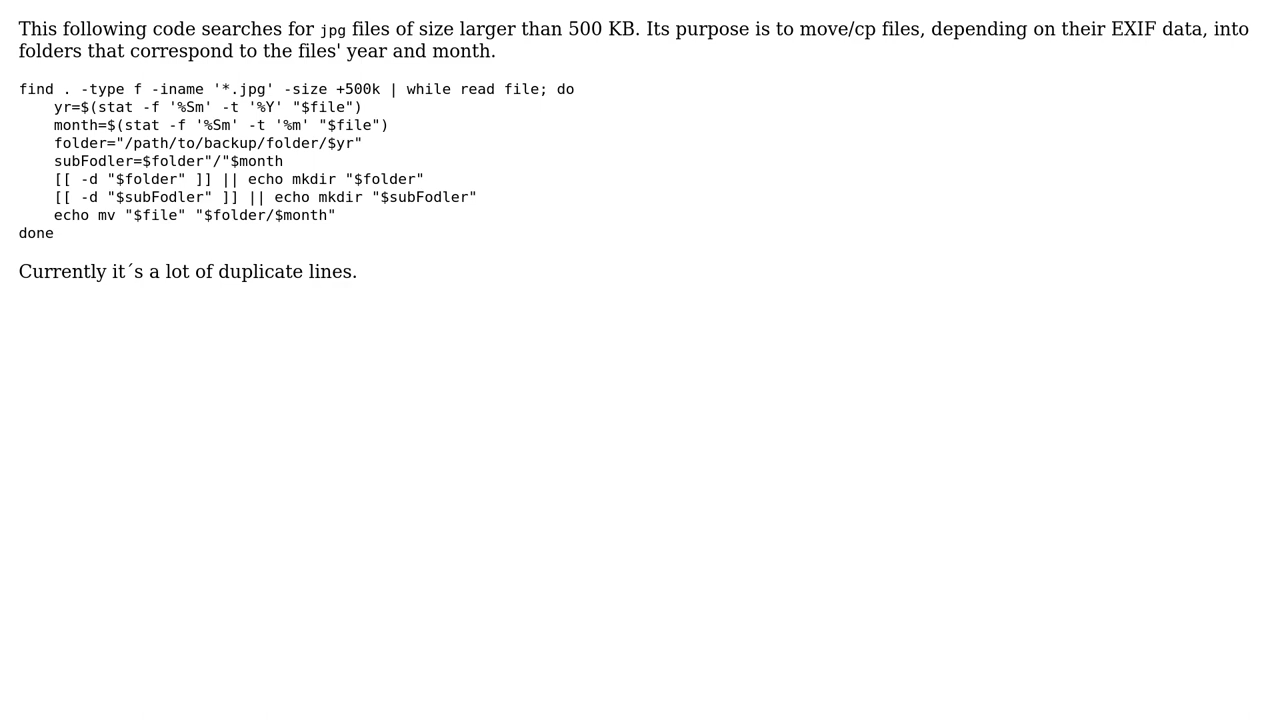 This following code searches for jpg files of size larger than 500 KB. Its purpose is to move/cp files, depending on their EXIF data, into
folders that correspond to the files' year and month.
find . -type f -iname '*.jpg' -size +500k | while read file; do
    yr=$(stat -f '%Sm' -t '%Y' "$file")
    month=$(stat -f '%Sm' -t '%m' "$file")
    folder="/path/to/backup/folder/$yr"
    subFodler=$folder"/"$month
    [[ -d "$folder" ]] || echo mkdir "$folder"
    [[ -d "$subFodler" ]] || echo mkdir "$subFodler"
    echo mv "$file" "$folder/$month"
done
Currently it´s a lot of duplicate lines.